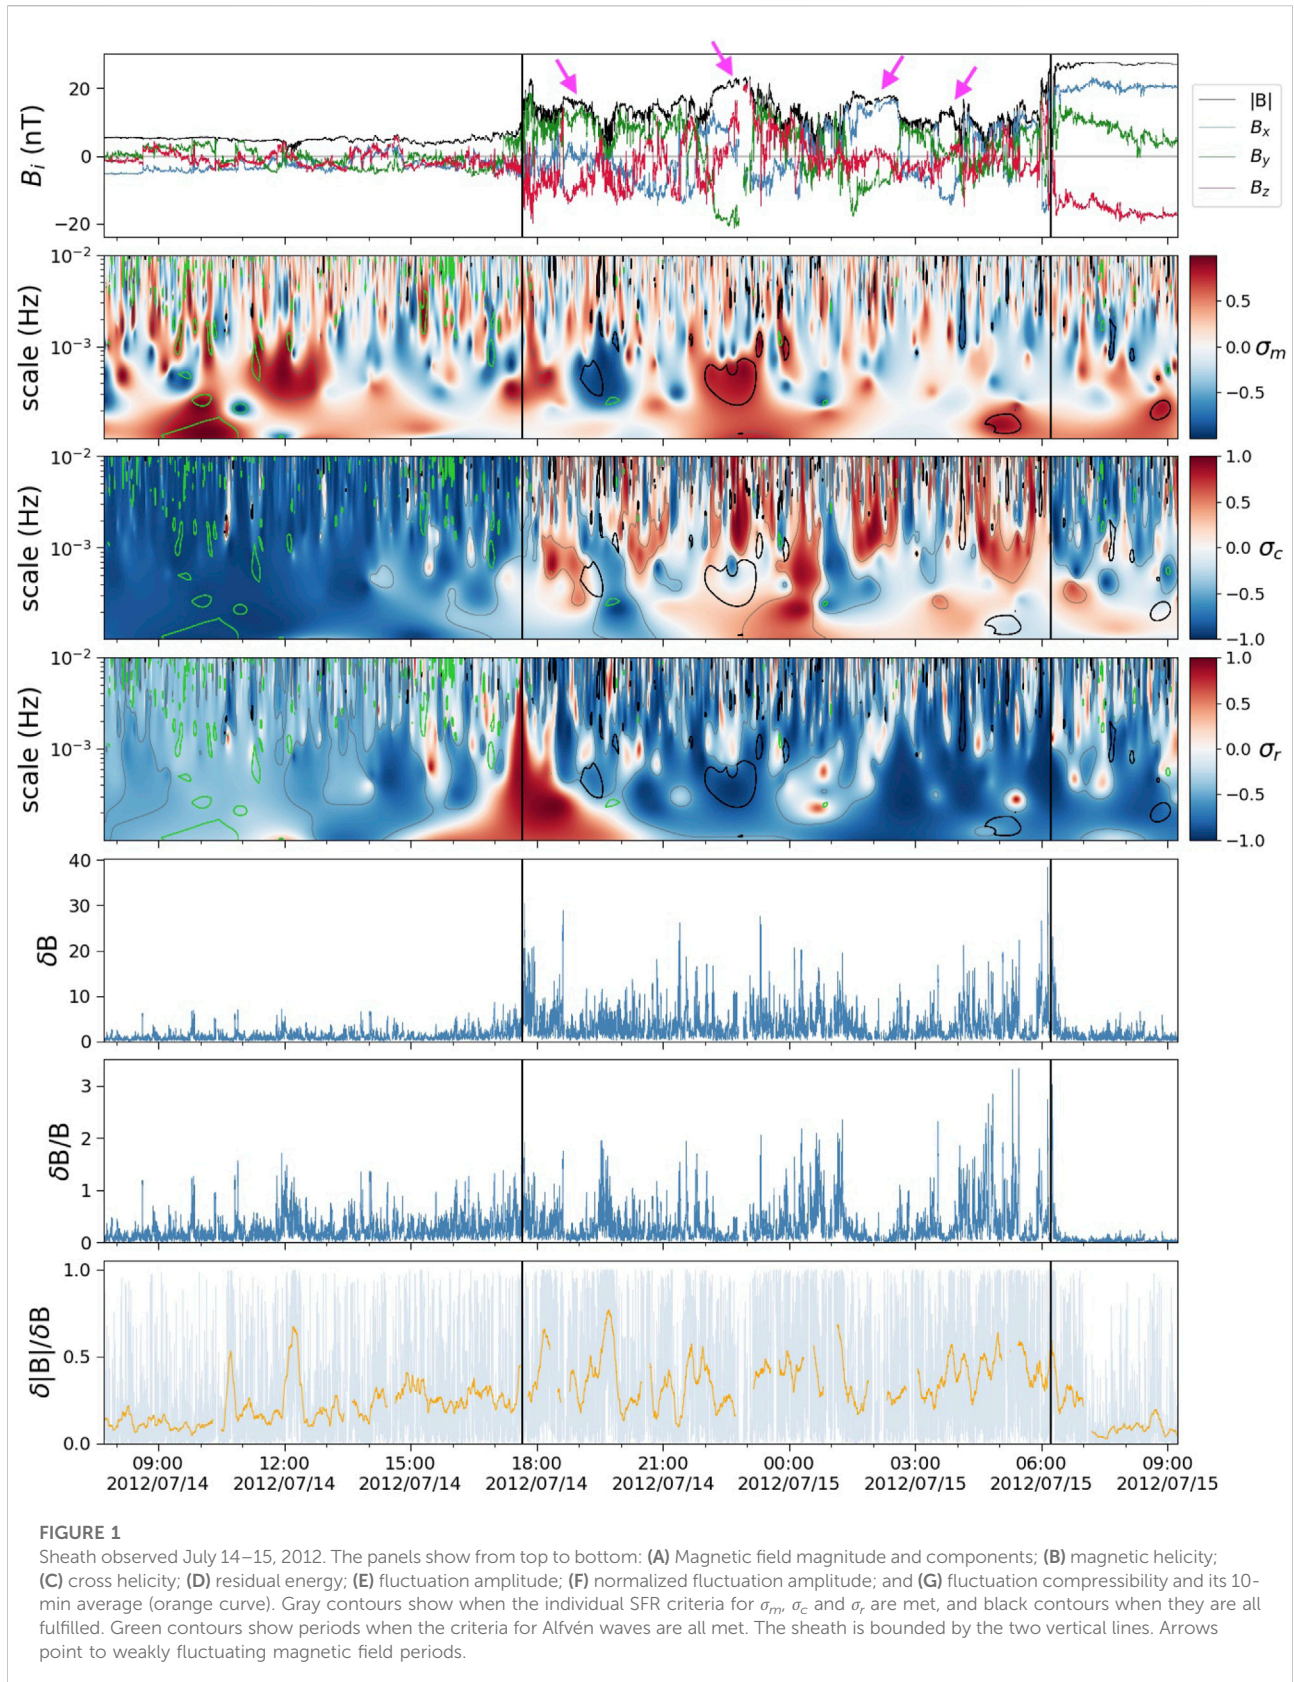 20
0
−20
B_i (nT)
|B|
B_x
B_y
B_z
10^−2
10^−3
scale (Hz)
0.5
0.0
−0.5
σ_m
10^−2
10^−3
scale (Hz)
1.0
0.5
0.0
−0.5
−1.0
σ_c
10^−2
10^−3
scale (Hz)
1.0
0.5
0.0
−0.5
−1.0
σ_r
40
30
20
10
0
δB
3
2
1
0
δB/B
1.0
0.5
0.0
δ|B|/δB
09:00 12:00 15:00 18:00 21:00 00:00 03:00 06:00 09:00
2012/07/14 2012/07/14 2012/07/14 2012/07/14 2012/07/14 2012/07/15 2012/07/15 2012/07/15 2012/07/15
FIGURE 1
Sheath observed July 14–15, 2012. The panels show from top to bottom: (A) Magnetic field magnitude and components; (B) magnetic helicity;
(C) cross helicity; (D) residual energy; (E) fluctuation amplitude; (F) normalized fluctuation amplitude; and (G) fluctuation compressibility and its 10-
min average (orange curve). Gray contours show when the individual SFR criteria for σ_m, σ_c and σ_r are met, and black contours when they are all
fulfilled. Green contours show periods when the criteria for Alfvén waves are all met. The sheath is bounded by the two vertical lines. Arrows
point to weakly fluctuating magnetic field periods.